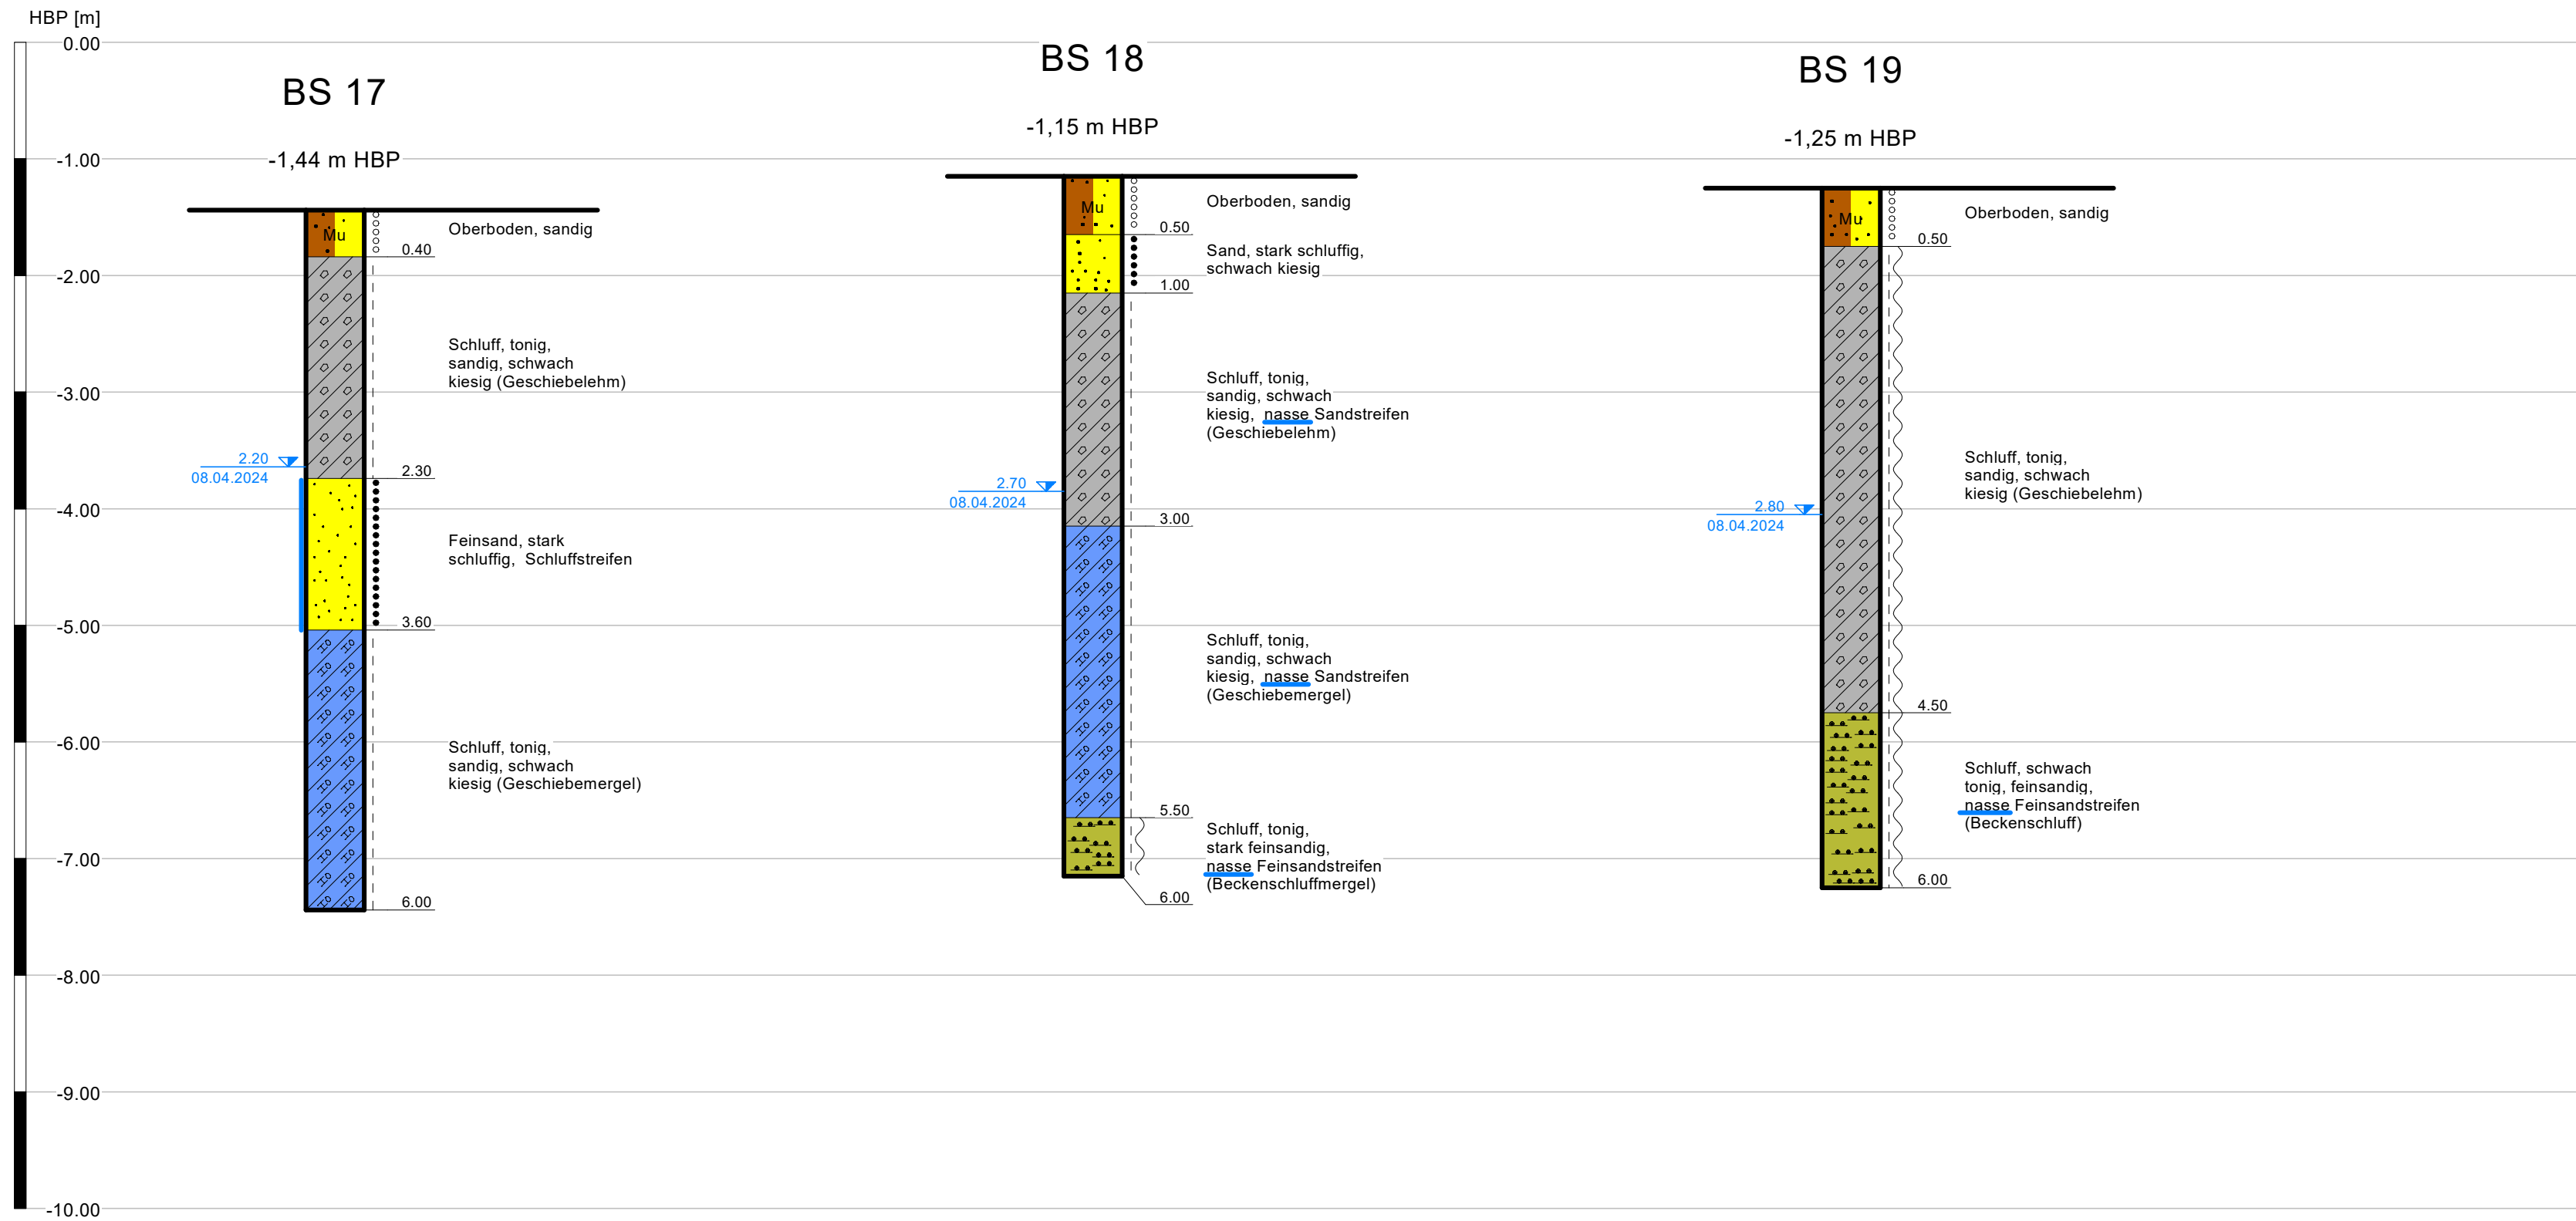 HBP [m]
0.00
-1.00
-2.00
-3.00
-4.00
-5.00
-6.00
-7.00
-8.00
-9.00
-10.00
BS 17
-1,44 m HBP
Mu
Oberboden, sandig
0.40
Schluff, tonig,
sandig, schwach
kiesig (Geschiebelehm)
2.20
08.04.2024
2.30
Feinsand, stark
schluffig, Schluffstreifen
3.60
Schluff, tonig,
sandig, schwach
kiesig (Geschiebemergel)
6.00
BS 18
-1,15 m HBP
Mu
Oberboden, sandig
0.50
Sand, stark schluffig,
schwach kiesig
1.00
Schluff, tonig,
sandig, schwach
kiesig, nasse Sandstreifen
(Geschiebelehm)
2.70
08.04.2024
3.00
Schluff, tonig,
sandig, schwach
kiesig, nasse Sandstreifen
(Geschiebemergel)
5.50
Schluff, tonig,
stark feinsandig,
nasse Feinsandstreifen
(Beckenschluffmergel)
6.00
BS 19
-1,25 m HBP
Mu
Oberboden, sandig
0.50
Schluff, tonig,
sandig, schwach
kiesig (Geschiebelehm)
2.80
08.04.2024
4.50
Schluff, schwach
tonig, feinsandig,
nasse Feinsandstreifen
(Beckenschluff)
6.00